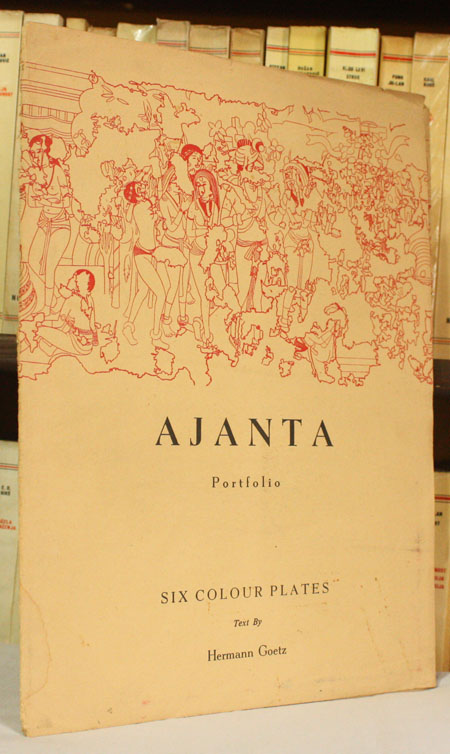 AJANTA
Portfolio
SIX COLOUR PLATES
Text By
Hermann Goetz